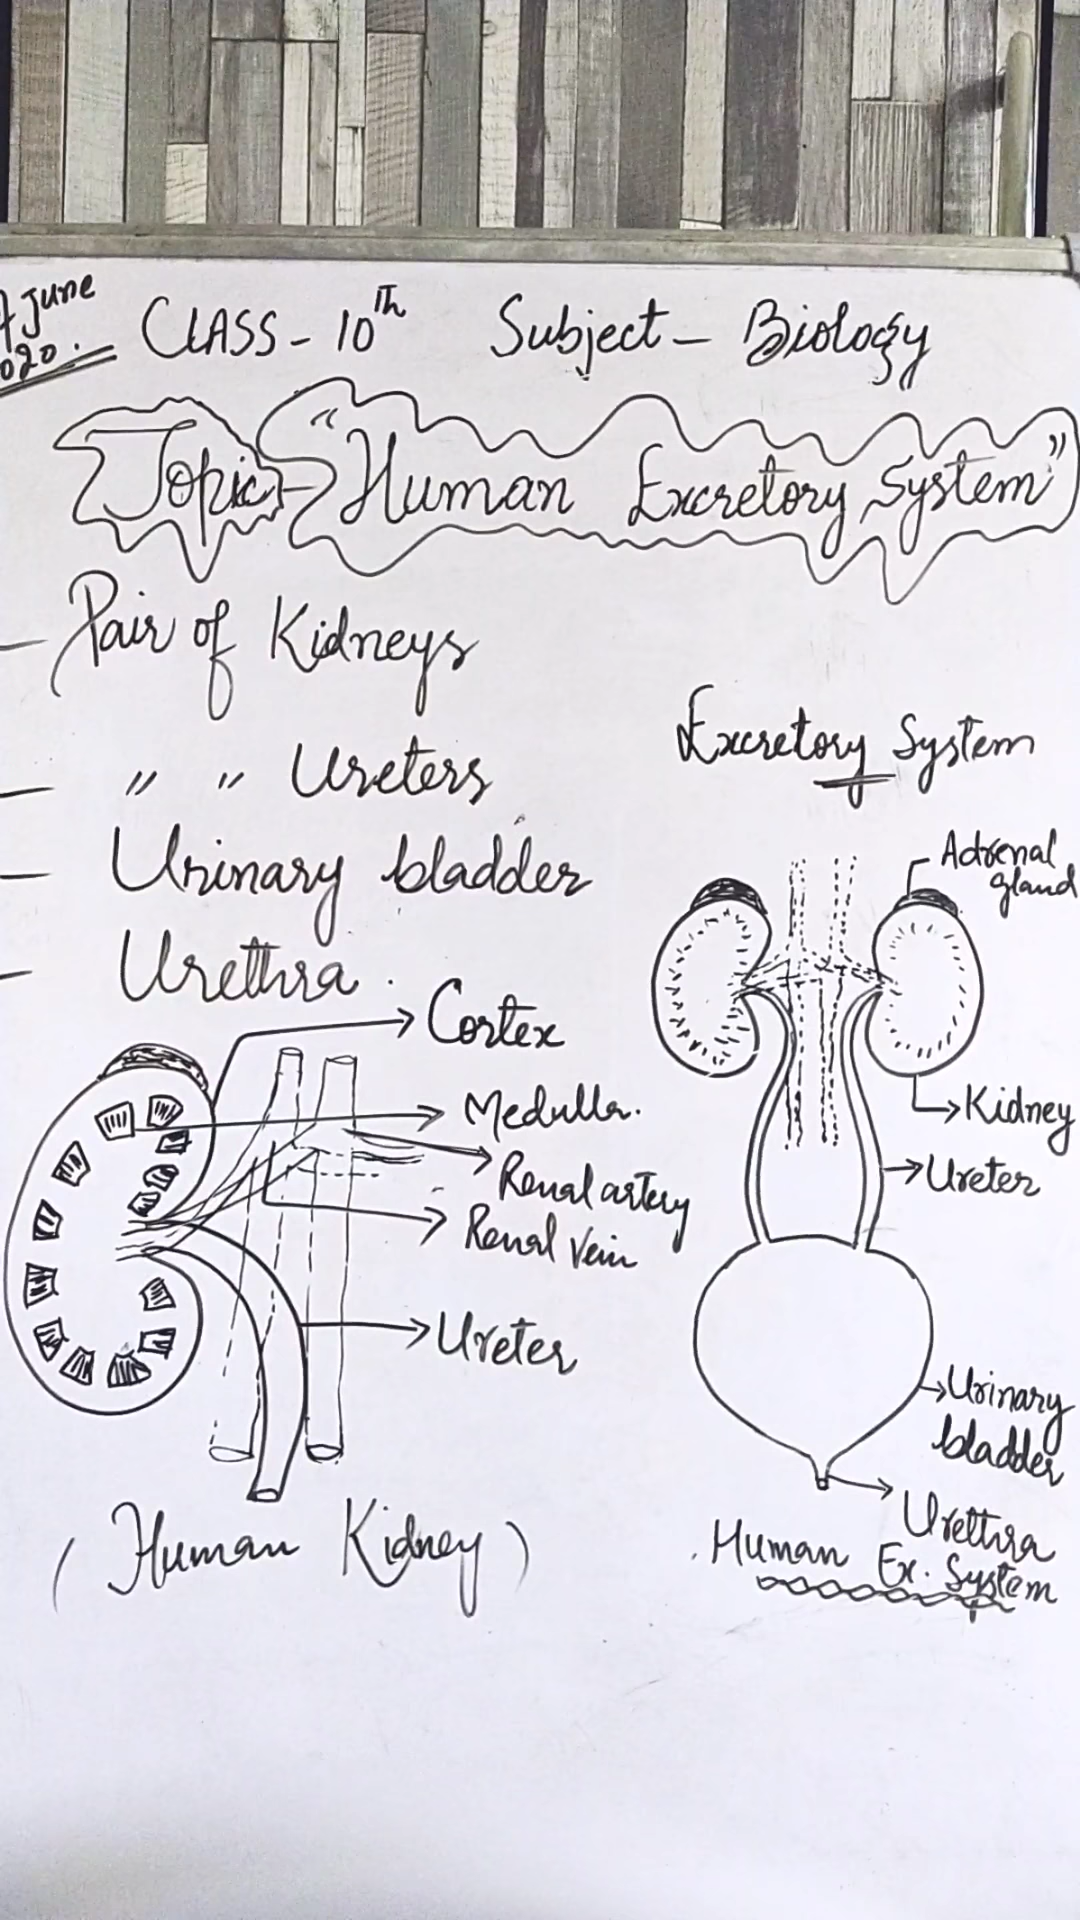 June
CLASS - 10th Subject - Biology
Topic - "Human Excretory System"
- Pair of Kidneys
- " " Ureters
- Urinary bladder
- Urethra.
Cortex
Medulla.
Renal artery
Renal Vein
Ureter
(Human Kidney)
Excretory System
Adrenal
gland
Kidney
Ureter
Urinary
bladder
Urethra
Human Ex. System